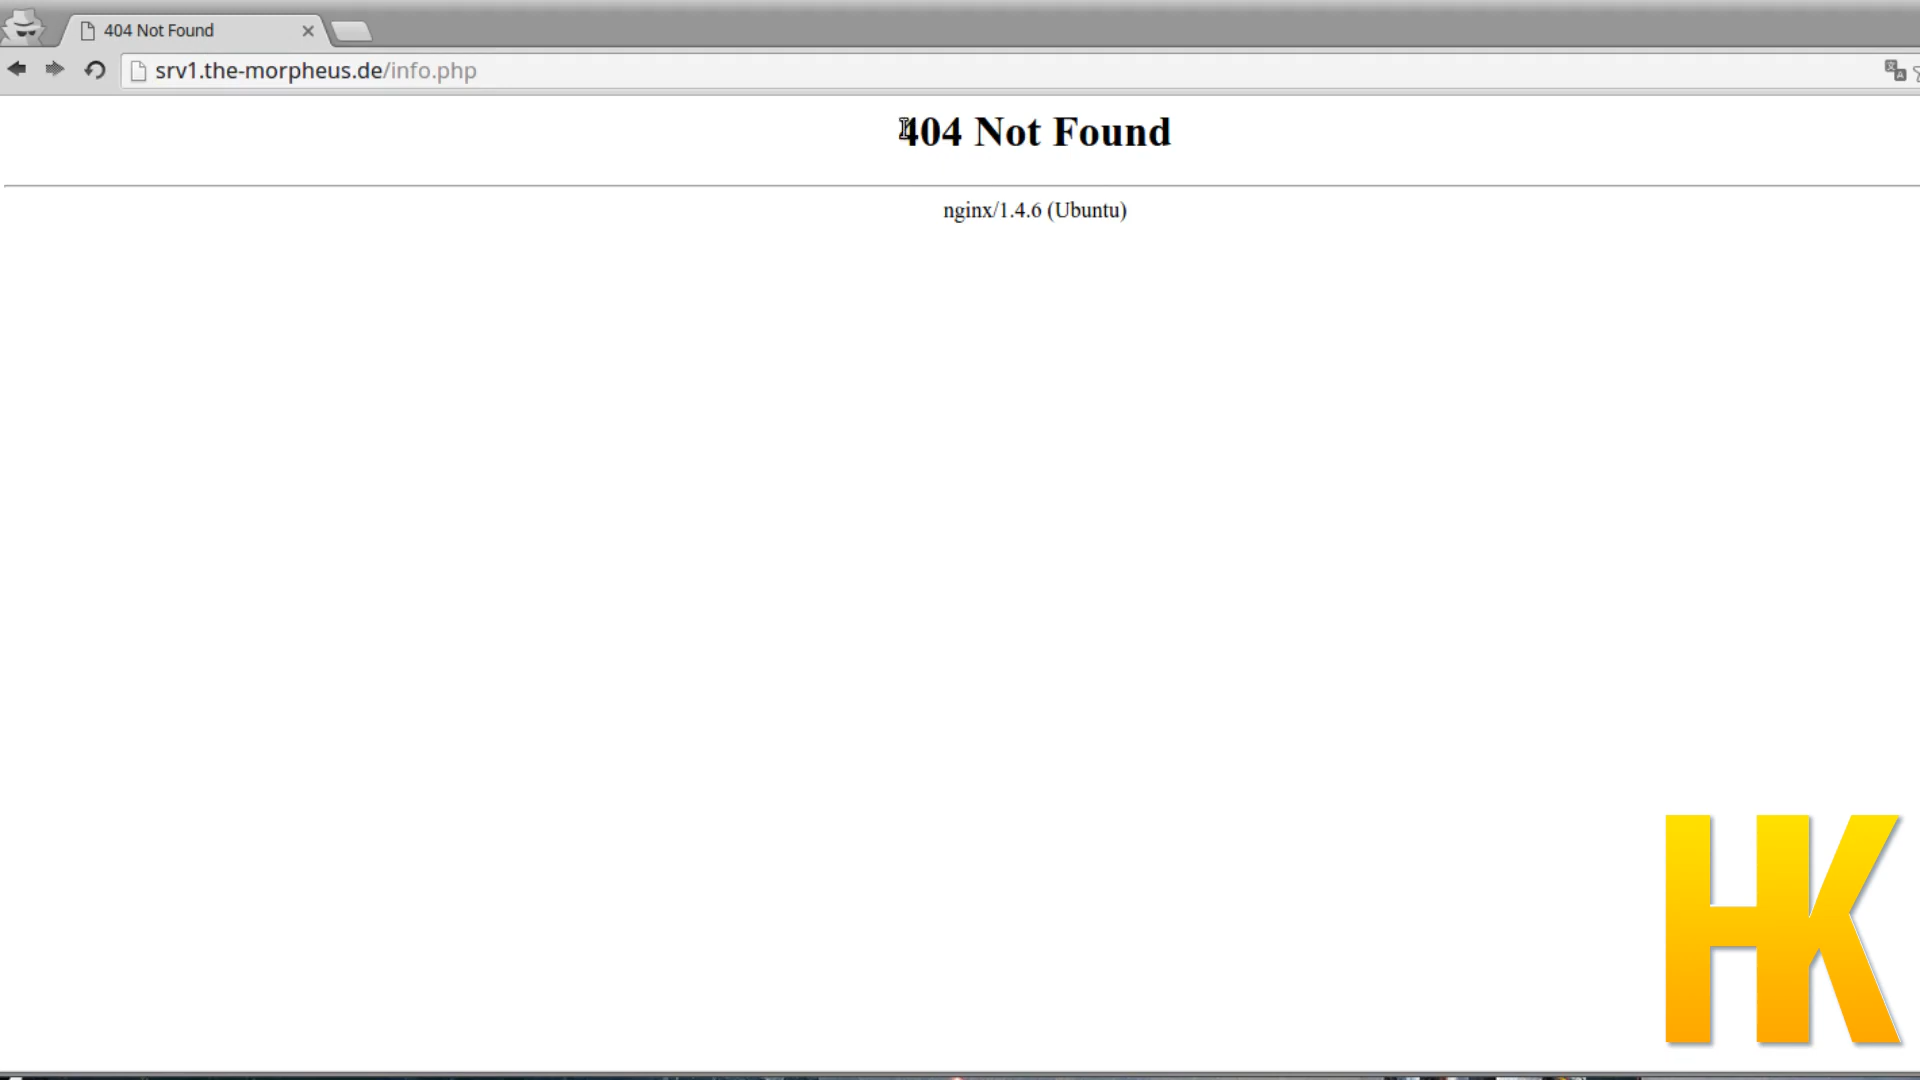 404 Not Found
srv1.the-morpheus.de/info.php
404 Not Found
nginx/1.4.6 (Ubuntu)
HK